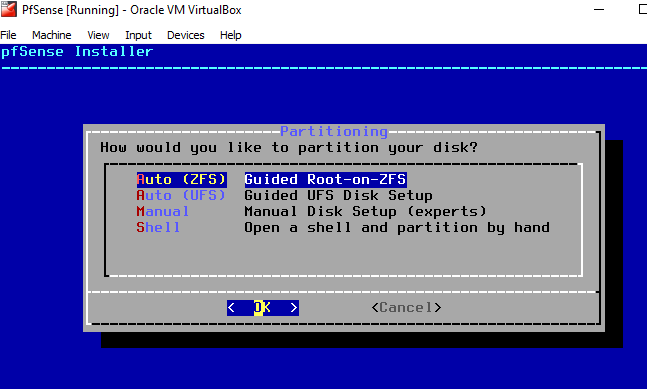 PfSense [Running] - Oracle VM VirtualBox
File Machine View Input Devices Help
pfSense Installer
Partitioning
How would you like to partition your disk?
Auto (ZFS) Guided Root-on-ZFS
Auto (UFS) Guided UFS Disk Setup
Manual Manual Disk Setup (experts)
Shell Open a shell and partition by hand
< OK > <Cancel>